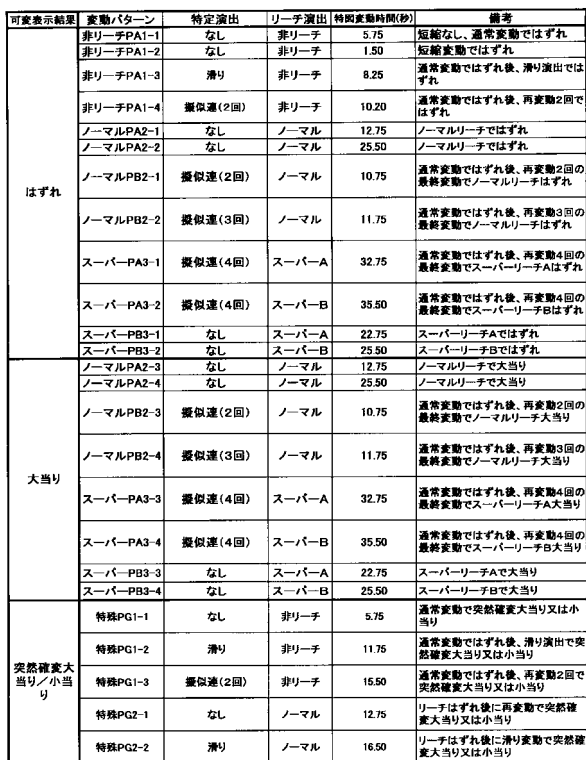 可変表示結果 変動パターン 特定演出 リーチ演出 特図変動時間(秒) 備考
はずれ
非リーチPA1-1 なし 非リーチ 5.75 短縮なし、通常変動ではずれ
非リーチPA1-2 なし 非リーチ 1.50 短縮変動ではずれ
非リーチPA1-3 滑り 非リーチ 8.25 通常変動ではずれ後、滑り演出では
ずれ
非リーチPA1-4 擬似連(2回) 非リーチ 10.20 通常変動ではずれ後、再変動2回で
はずれ
ノーマルPA2-1 なし ノーマル 12.75 ノーマルリーチではずれ
ノーマルPA2-2 なし ノーマル 25.50 ノーマルリーチではずれ
ノーマルPB2-1 擬似連(2回) ノーマル 10.75 通常変動ではずれ後、再変動2回の
最終変動でノーマルリーチはずれ
ノーマルPB2-2 擬似連(3回) ノーマル 11.75 通常変動ではずれ後、再変動3回の
最終変動でノーマルリーチはずれ
スーパーPA3-1 擬似連(4回) スーパーA 32.75 通常変動ではずれ後、再変動4回の
最終変動でスーパーリーチAはずれ
スーパーPA3-2 擬似連(4回) スーパーB 35.50 通常変動ではずれ後、再変動4回の
最終変動でスーパーリーチBはずれ
スーパーPB3-1 なし スーパーA 22.75 スーパーリーチAではずれ
スーパーPB3-2 なし スーパーB 25.50 スーパーリーチBではずれ
大当り
ノーマルPA2-3 なし ノーマル 12.75 ノーマルリーチで大当り
ノーマルPA2-4 なし ノーマル 25.50 ノーマルリーチで大当り
ノーマルPB2-3 擬似連(2回) ノーマル 10.75 通常変動ではずれ後、再変動2回の
最終変動でノーマルリーチ大当り
ノーマルPB2-4 擬似連(3回) ノーマル 11.75 通常変動ではずれ後、再変動3回の
最終変動でノーマルリーチ大当り
スーパーPA3-3 擬似連(4回) スーパーA 32.75 通常変動ではずれ後、再変動4回の
最終変動でスーパーリーチA大当り
スーパーPA3-4 擬似連(4回) スーパーB 35.50 通常変動ではずれ後、再変動4回の
最終変動でスーパーリーチB大当り
スーパーPB3-3 なし スーパーA 22.75 スーパーリーチAで大当り
スーパーPB3-4 なし スーパーB 25.50 スーパーリーチBで大当り
突然確変大
当り/小当
り
特殊PG1-1 なし 非リーチ 5.75 通常変動で突然確変大当り又は小
当り
特殊PG1-2 滑り 非リーチ 11.75 通常変動ではずれ後、滑り演出で突
然確変大当り又は小当り
特殊PG1-3 擬似連(2回) 非リーチ 15.50 通常変動ではずれ後、再変動2回で
突然確変大当り又は小当り
特殊PG2-1 なし ノーマル 12.75 リーチはずれ後に再変動で突然確
変大当り又は小当り
特殊PG2-2 滑り ノーマル 16.50 リーチはずれ後に滑り変動で突然確
変大当り又は小当り